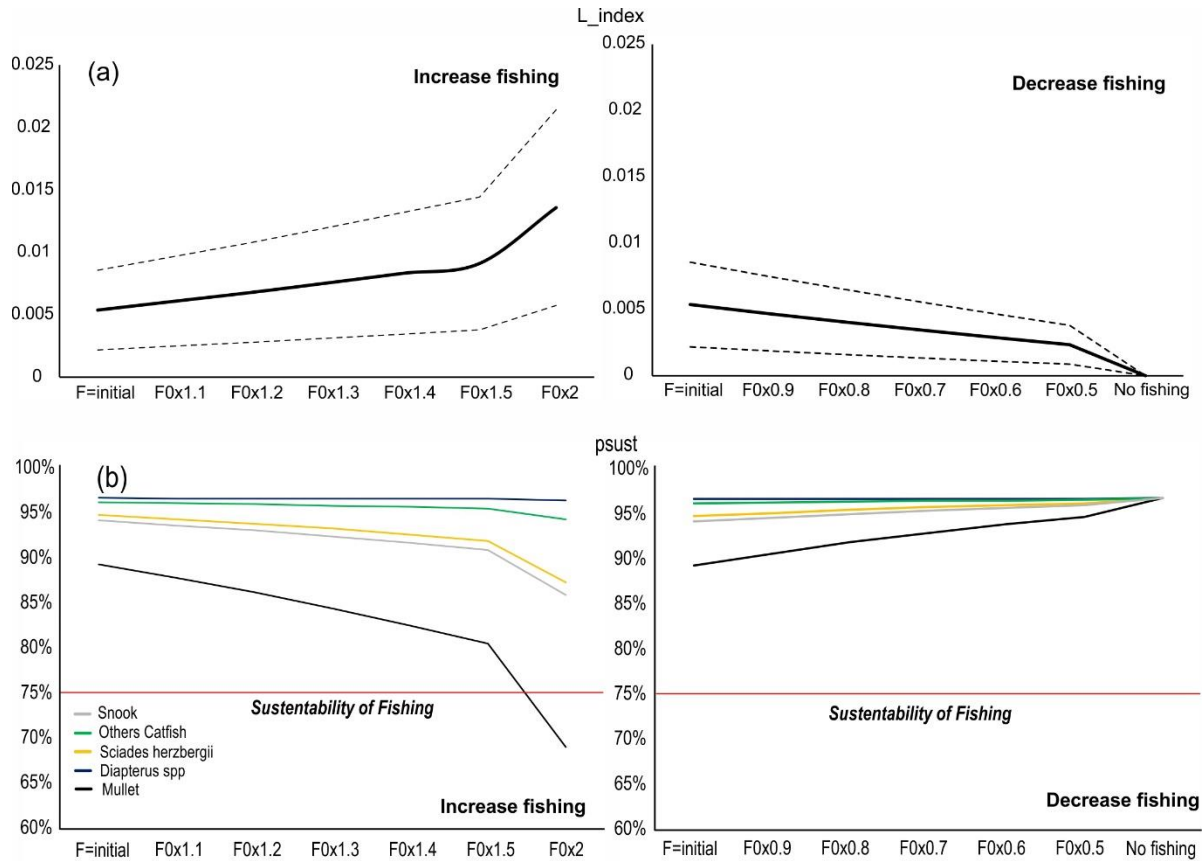 L_index
(a)
Increase fishing
0.025
0.02
0.015
0.01
0.005
0
F=initial F0x1.1 F0x1.2 F0x1.3 F0x1.4 F0x1.5 F0x2
Decrease fishing
0.025
0.02
0.015
0.01
0.005
0
F=initial F0x0.9 F0x0.8 F0x0.7 F0x0.6 F0x0.5 No fishing
psust
(b)
100%
95%
90%
85%
80%
75%
70%
65%
60%
Sustentability of Fishing
Snook
Others Catfish
Sciades herzbergii
Diapterus spp
Mullet
Increase fishing
F=initial F0x1.1 F0x1.2 F0x1.3 F0x1.4 F0x1.5 F0x2
100%
95%
90%
85%
80%
75%
70%
65%
60%
Sustentability of Fishing
Decrease fishing
F=initial F0x0.9 F0x0.8 F0x0.7 F0x0.6 F0x0.5 No fishing